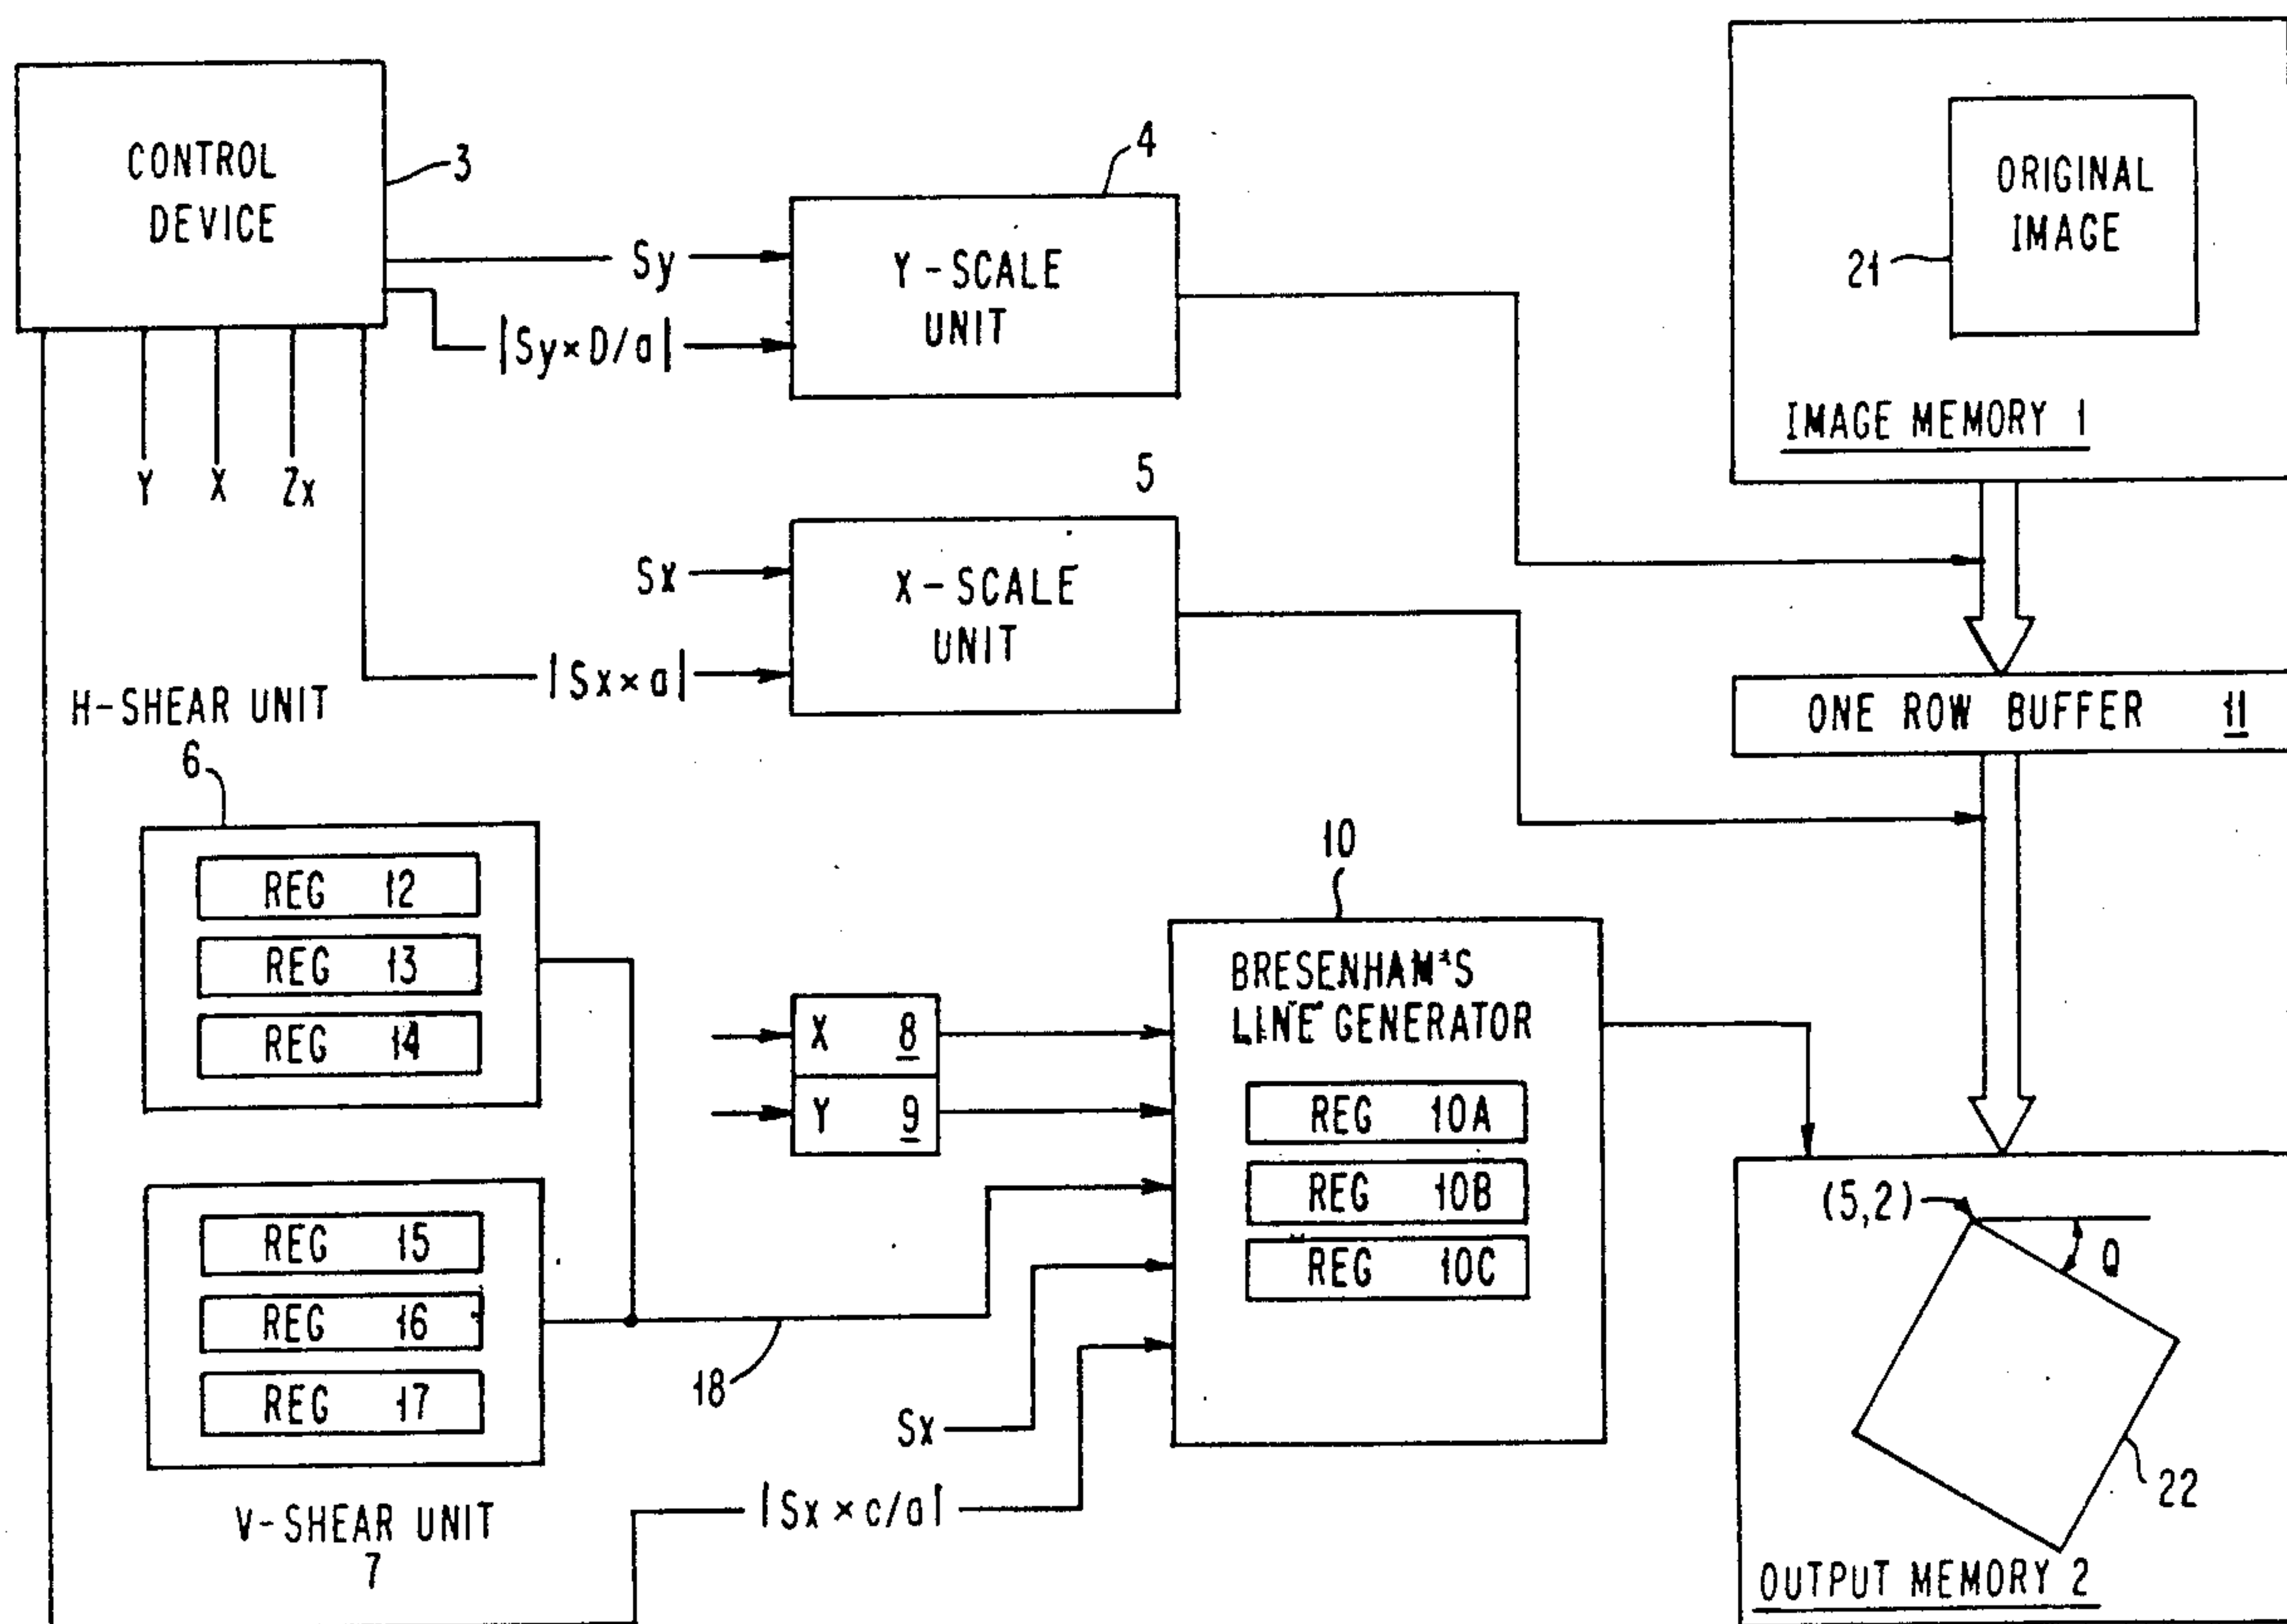 CONTROL
DEVICE
3
Sy
|Sy×D/a|
Y
X
Zx
4
Y-SCALE
UNIT
5
Sx
|Sx×a|
X-SCALE
UNIT
ORIGINAL
IMAGE
21
IMAGE MEMORY 1
ONE ROW BUFFER 11
H-SHEAR UNIT
6
REG 12
REG 13
REG 14
REG 15
REG 16
REG 17
V-SHEAR UNIT
7
X 8
Y 9
18
Sx
|Sx×c/a|
10
BRESENHAM'S
LINE GENERATOR
REG 10A
REG 10B
REG 10C
(5,2)
Q
22
OUTPUT MEMORY 2